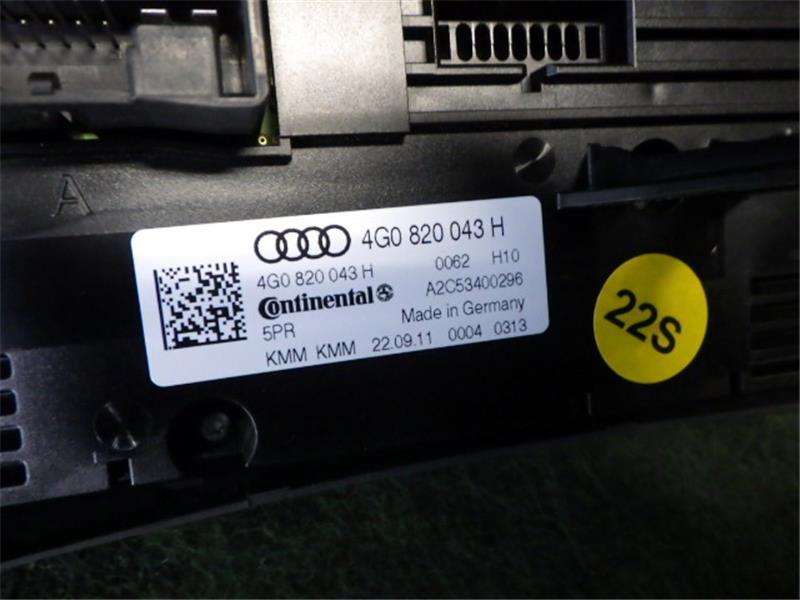 A
4G0 820 043 H
4G0 820 043 H 0062 H10
Continental A2C53400296
5PR Made in Germany
KMM KMM 22.09.11 0004 0313
22S